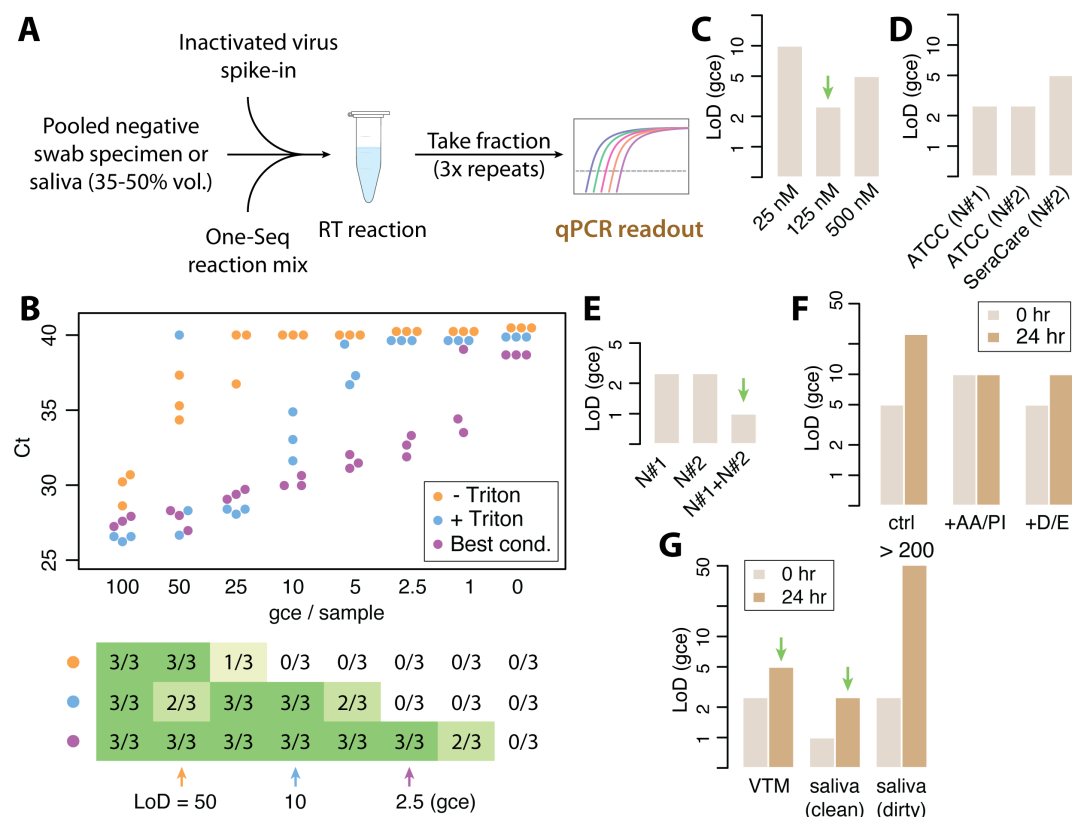 A
Inactivated virus
spike-in
Pooled negative
swab specimen or
saliva (35-50% vol.)
One-Seq
reaction mix
RT reaction
Take fraction
(3x repeats)
qPCR readout
C
LoD (gce)
10
5
2
1
25 nM
125 nM
500 nM
D
LoD (gce)
10
5
2
1
ATCC (N#1)
ATCC (N#2)
SeraCare (N#2)
B
Ct
40
35
30
25
- Triton
+ Triton
Best cond.
100 50 25 10 5 2.5 1 0
gce / sample
3/3 3/3 1/3 0/3 0/3 0/3 0/3 0/3
3/3 2/3 3/3 3/3 2/3 0/3 0/3 0/3
3/3 3/3 3/3 3/3 3/3 3/3 2/3 0/3
LoD = 50 10 2.5 (gce)
E
LoD (gce)
5
2
1
N#1
N#2
N#1+N#2
F
LoD (gce)
50
10
5
2
1
0 hr
24 hr
ctrl +AA/PI +D/E
G
LoD (gce)
50
10
5
2
1
0 hr
24 hr
> 200
VTM saliva saliva
(clean) (dirty)